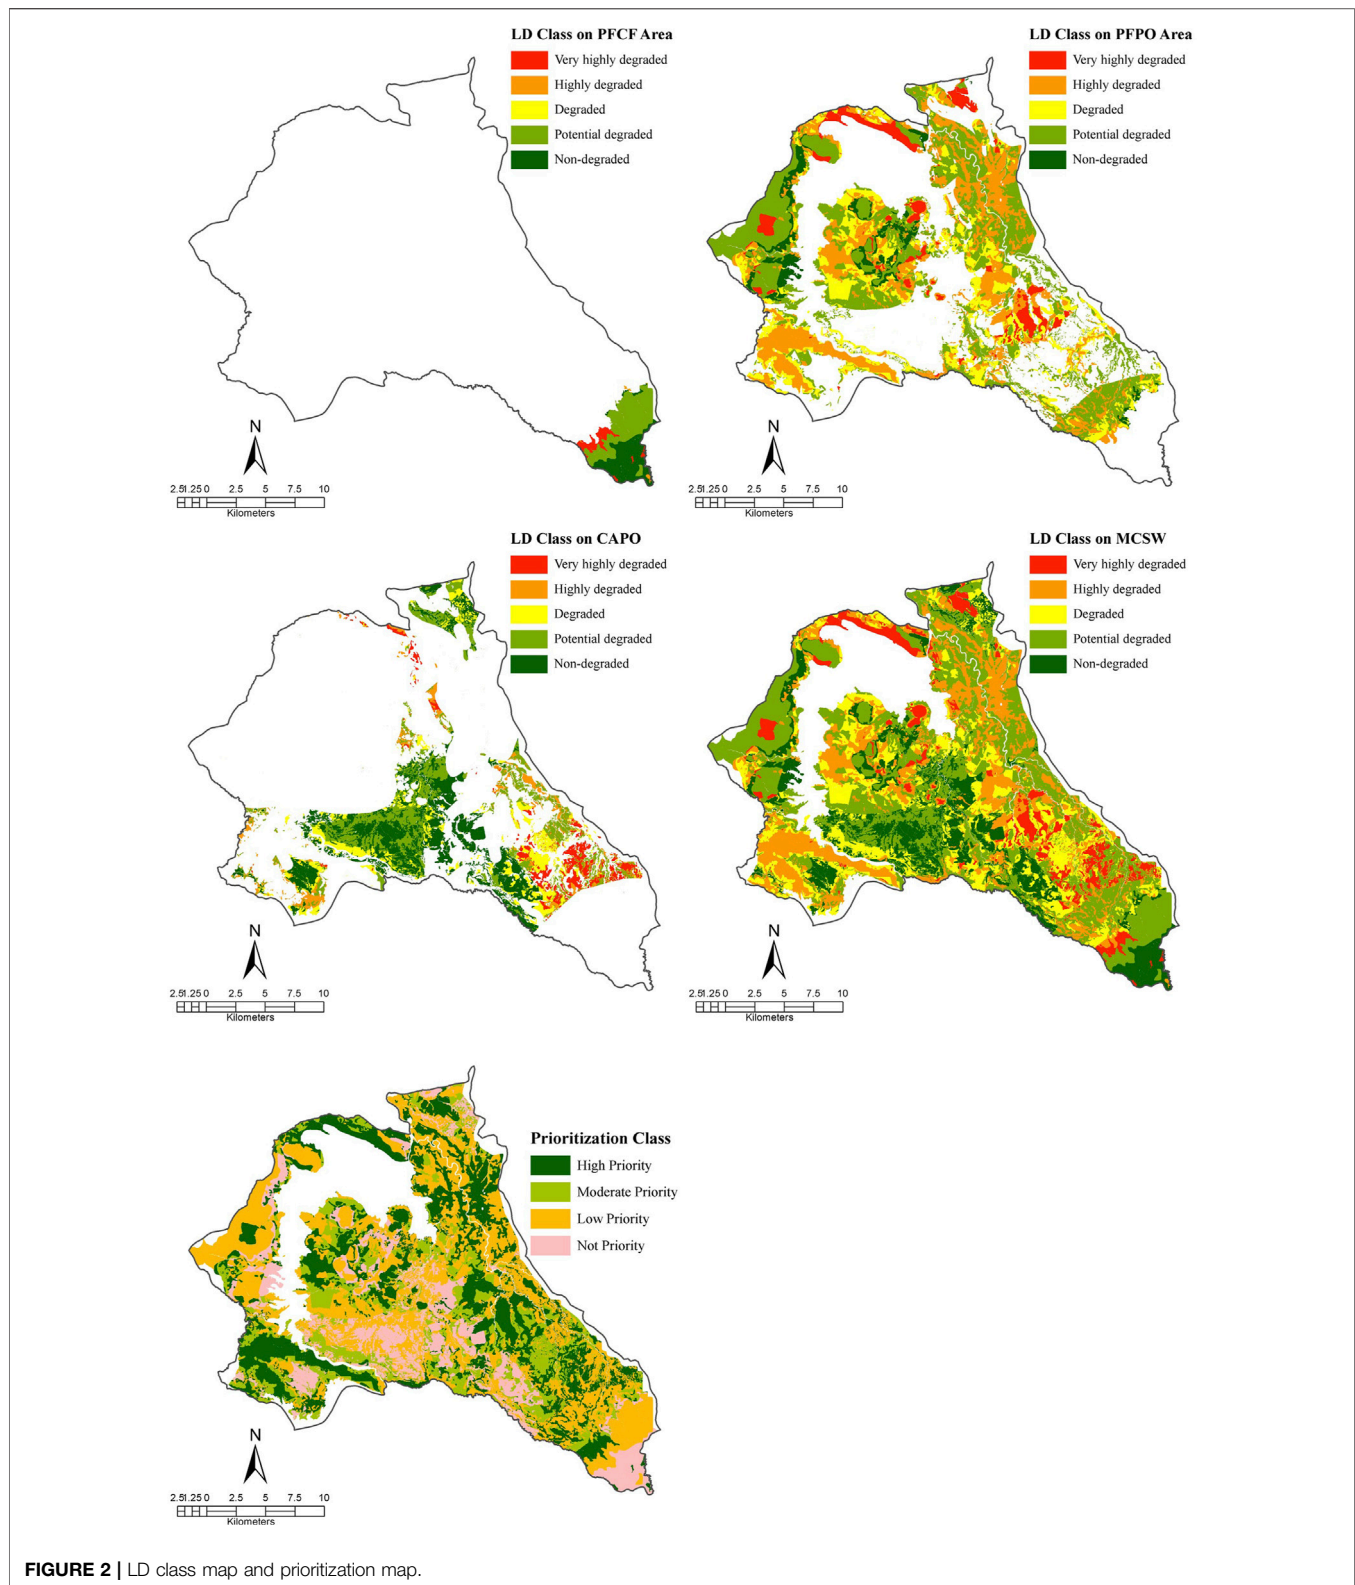 LD Class on PFCF Area
Very highly degraded
Highly degraded
Degraded
Potential degraded
Non-degraded
N
2.51.25 0 2.5 5 7.5 10
Kilometers
LD Class on PFPO Area
Very highly degraded
Highly degraded
Degraded
Potential degraded
Non-degraded
N
2.51.25 0 2.5 5 7.5 10
Kilometers
LD Class on CAPO
Very highly degraded
Highly degraded
Degraded
Potential degraded
Non-degraded
N
2.51.25 0 2.5 5 7.5 10
Kilometers
LD Class on MCSW
Very highly degraded
Highly degraded
Degraded
Potential degraded
Non-degraded
N
2.51.25 0 2.5 5 7.5 10
Kilometers
Prioritization Class
High Priority
Moderate Priority
Low Priority
Not Priority
N
2.51.25 0 2.5 5 7.5 10
Kilometers
FIGURE 2 | LD class map and prioritization map.